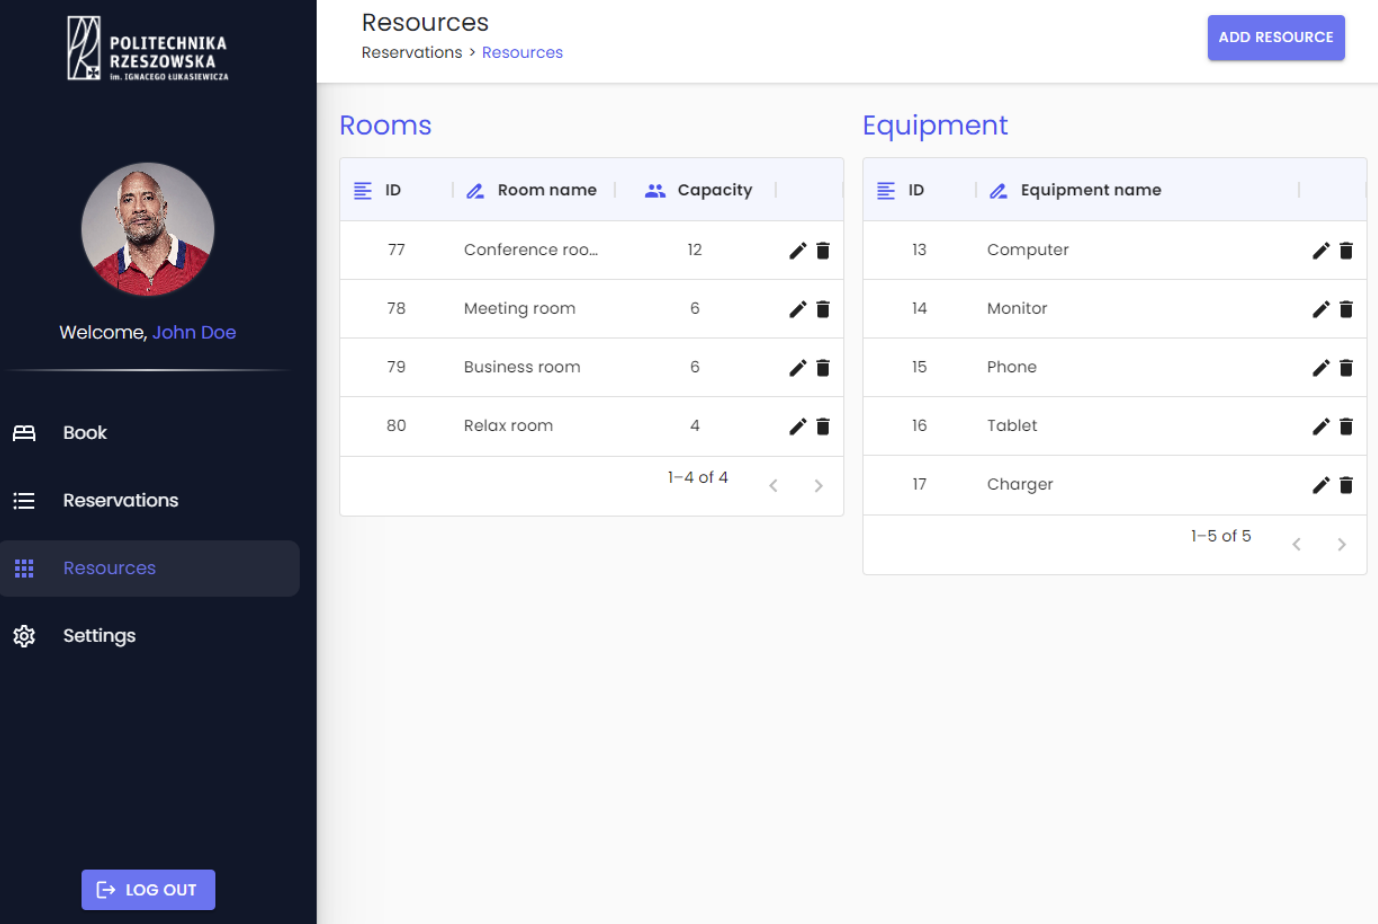 POLITECHNIKA
RZESZOWSKA
im. IGNACEGO ŁUKASIEWICZA
Welcome, John Doe
Book
Reservations
Resources
Settings
LOG OUT
Resources
Reservations > Resources
ADD RESOURCE
Rooms
ID Room name Capacity
77 Conference roo... 12
78 Meeting room 6
79 Business room 6
80 Relax room 4
1–4 of 4
Equipment
ID Equipment name
13 Computer
14 Monitor
15 Phone
16 Tablet
17 Charger
1–5 of 5